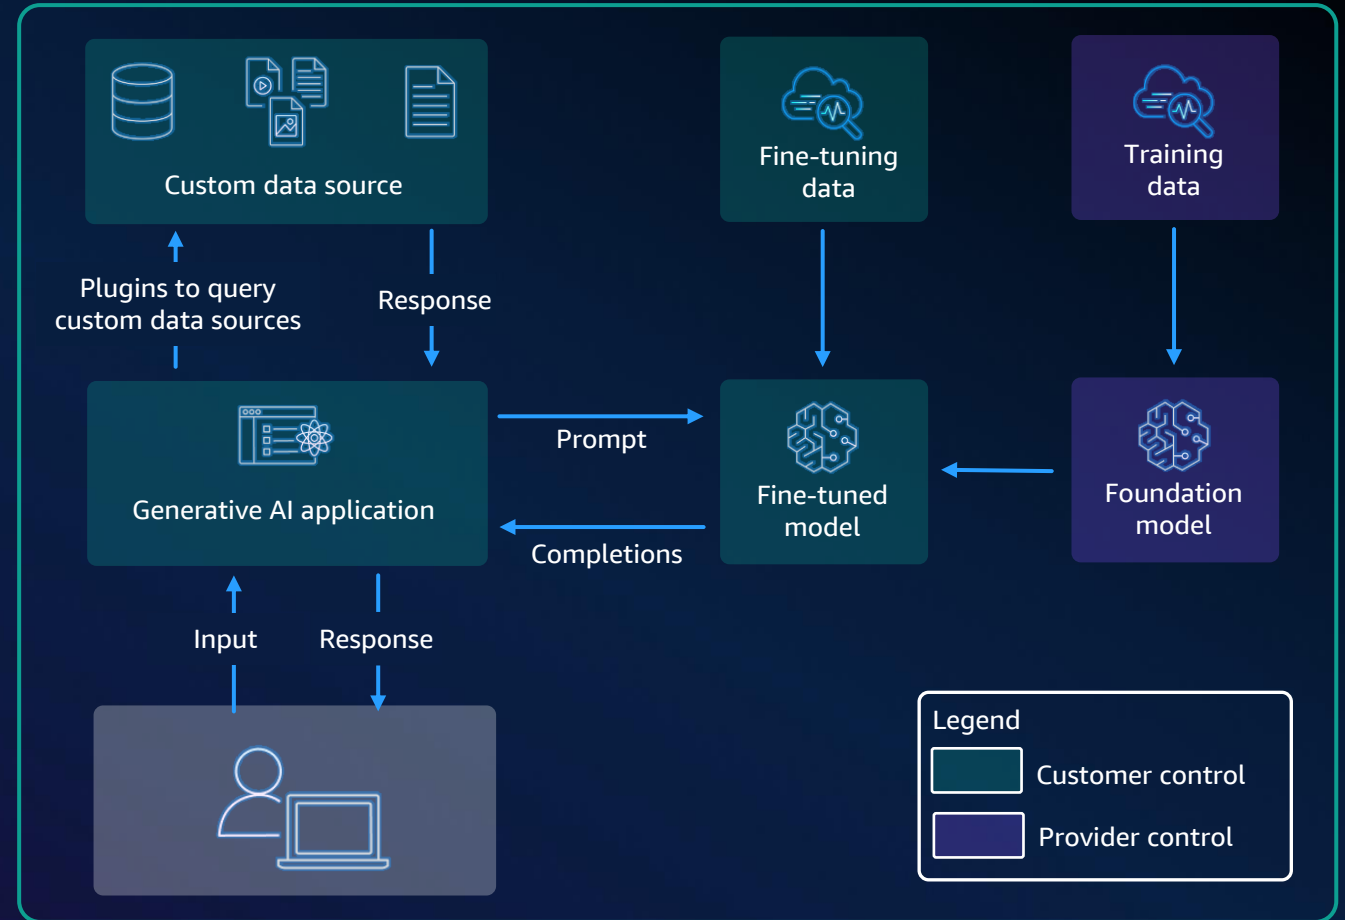 Custom data source
Fine-tuning
data
Training
data
Plugins to query
custom data sources
Response
Generative AI application
Prompt
Completions
Fine-tuned
model
Foundation
model
Input
Response
Legend
Customer control
Provider control